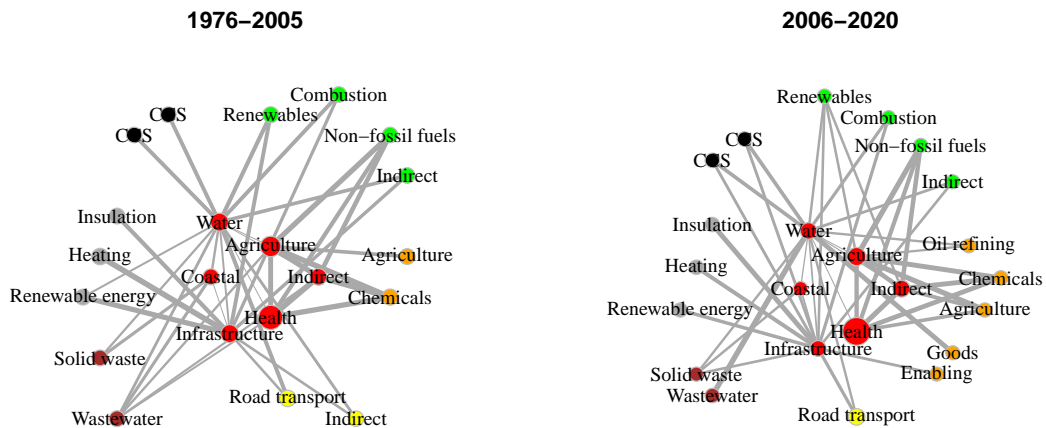 1976−2005
Combustion
CCS
Renewables
CCS
Non−fossil fuels
Indirect
Insulation
Water
Agriculture
Heating
Agriculture
Coastal
Indirect
Renewable energy
Chemicals
Health
Infrastructure
Solid waste
Road transport
Wastewater
Indirect
2006−2020
Renewables
Combustion
CCS
Non−fossil fuels
CCS
Indirect
Insulation
Water
Oil refining
Agriculture
Heating
Chemicals
Coastal
Indirect
Renewable energy
Agriculture
Health
Infrastructure
Goods
Solid waste
Enabling
Wastewater
Road transport